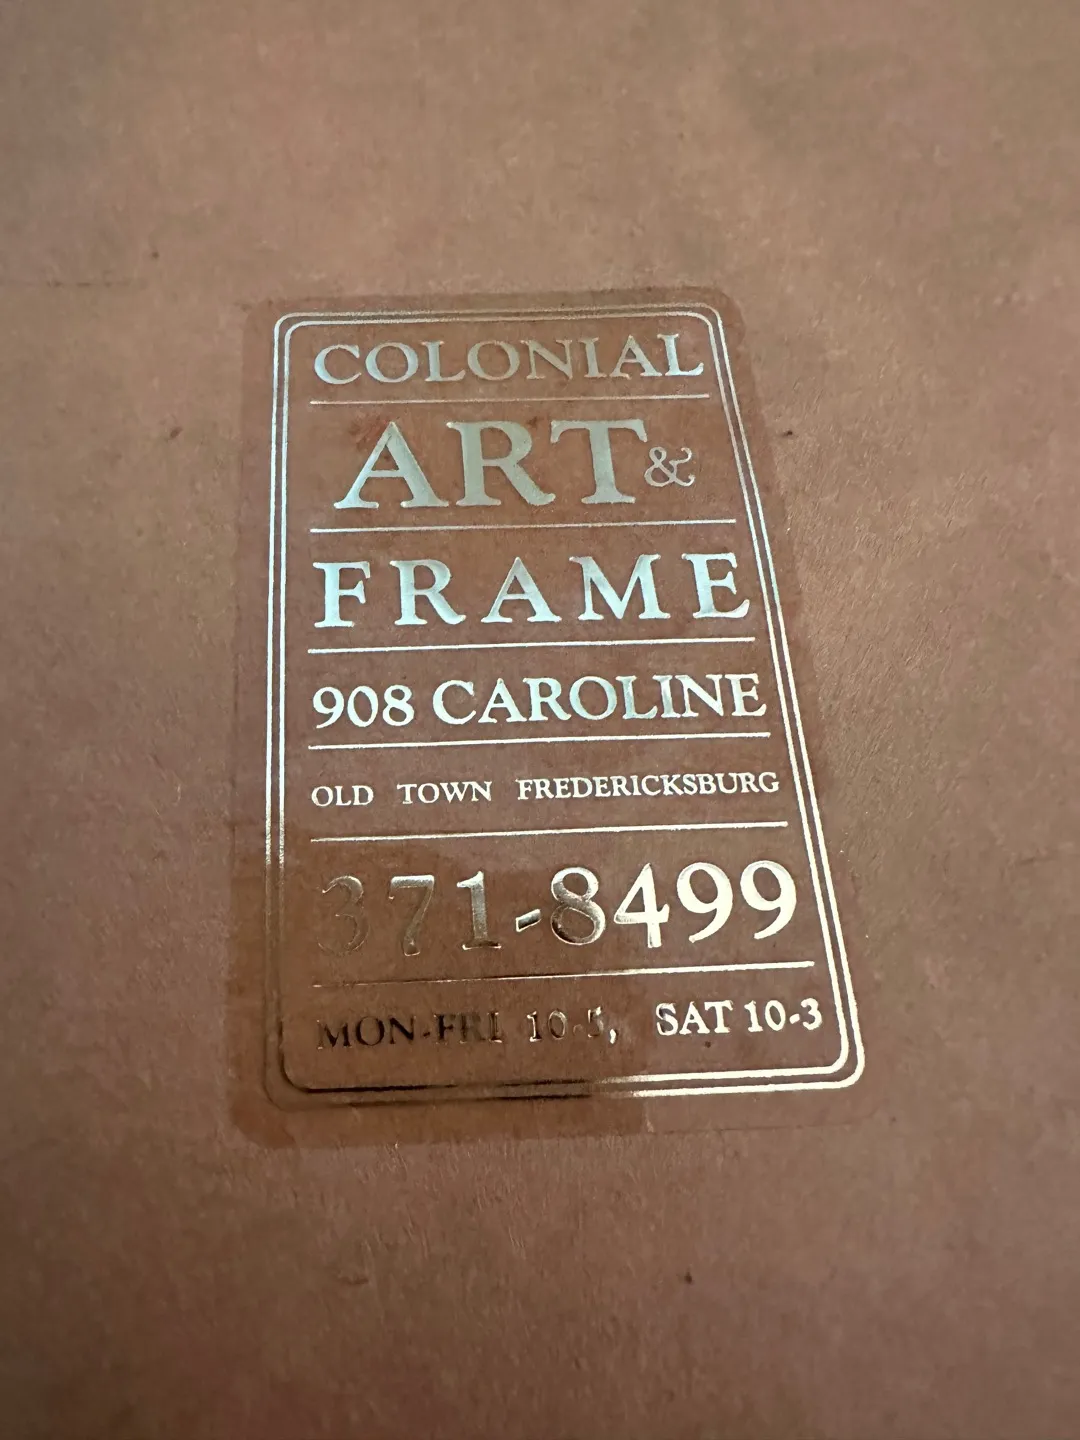 COLONIAL
ART &
FRAME
908 CAROLINE
OLD TOWN FREDERICKSBURG
371-8499
MON-FRI 10-5, SAT 10-3